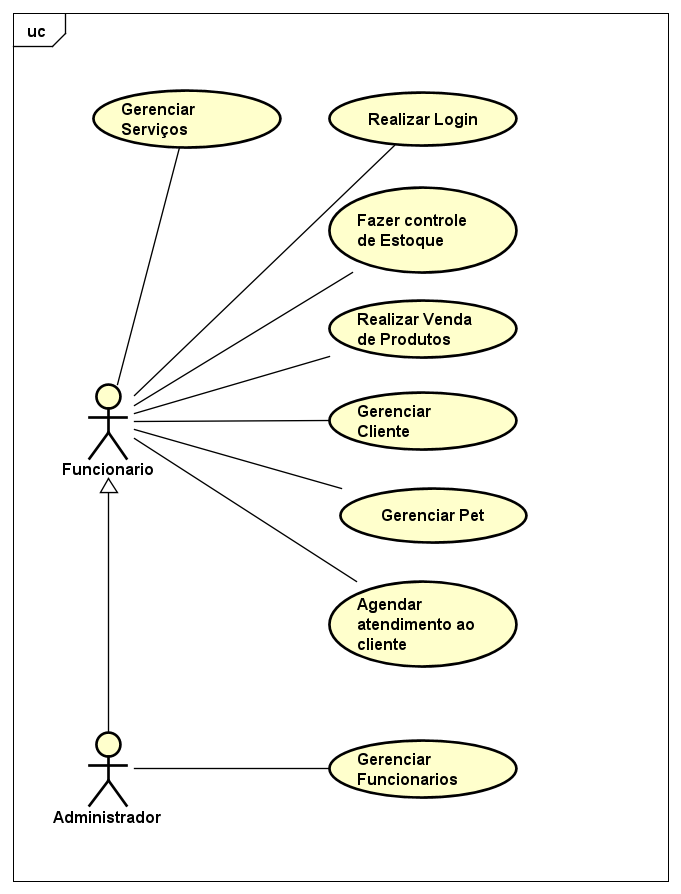 uc
Gerenciar
Serviços
Realizar Login
Fazer controle
de Estoque
Realizar Venda
de Produtos
Gerenciar
Cliente
Funcionario
Gerenciar Pet
Agendar
atendimento ao
cliente
Gerenciar
Funcionarios
Administrador